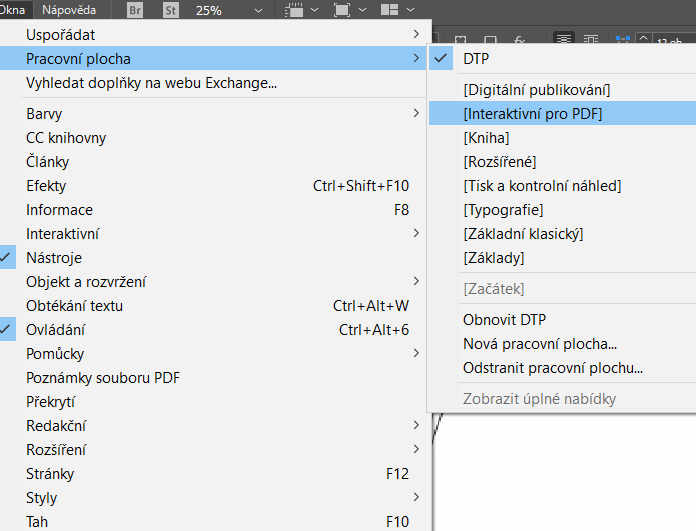 Okna Nápověda Br St 25%
Uspořádat
Pracovní plocha
Vyhledat doplňky na webu Exchange...
Barvy
CC knihovny
Články
Efekty Ctrl+Shift+F10
Informace F8
Interaktivní
Nástroje
Objekt a rozvržení
Obtékání textu Ctrl+Alt+W
Ovládání Ctrl+Alt+6
Pomůcky
Poznámky souboru PDF
Překrytí
Redakční
Rozšíření
Stránky F12
Styly
Tah F10
fx
DTP
[Digitální publikování]
[Interaktivní pro PDF]
[Kniha]
[Rozšířené]
[Tisk a kontrolní náhled]
[Typografie]
[Základní klasický]
[Základy]
[Začátek]
Obnovit DTP
Nová pracovní plocha...
Odstranit pracovní plochu...
Zobrazit úplné nabídky